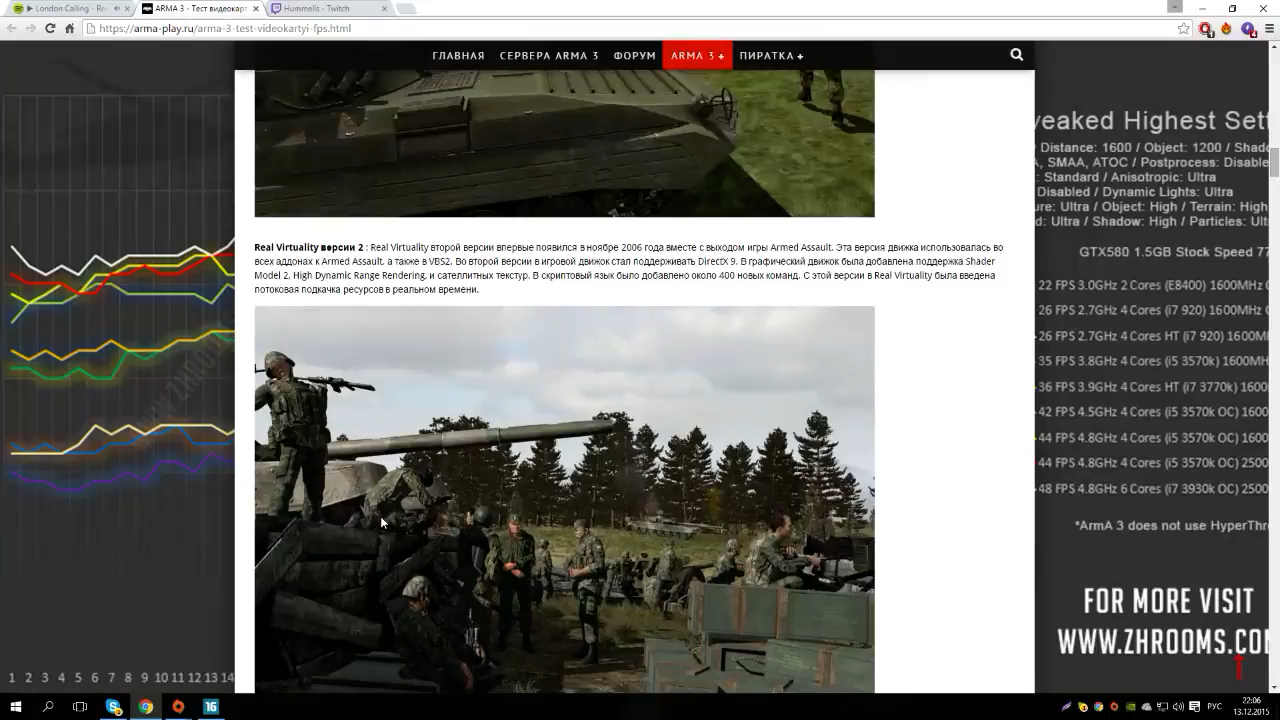 London Calling - Re
ARMA 3 - Тест видеокарт
Hummells - Twitch
https://arma-play.ru/arma-3-test-videokartyi-fps.html
ГЛАВНАЯ СЕРВЕРА ARMA 3 ФОРУМ ARMA 3 + ПИРАТКА +
Real Virtuality версии 2 : Real Virtuality второй версии впервые появился в ноябре 2006 года вместе с выходом игры Armed Assault. Эта версия движка использовалась во
всех аддонах к Armed Assault, а также в VBS2. Во второй версии в игровой движок стал поддерживать DirectX 9. В графический движок была добавлена поддержка Shader
Model 2, High Dynamic Range Rendering, и сателлитных текстур. В скриптовый язык было добавлено около 400 новых команд. С этой версии в Real Virtuality была введена
потоковая подкачка ресурсов в реальном времени.
WWW.ZHROOMS
1 2 3 4 5 6 7 8 9 10 11 12 13 14
veaked Highest Sett
Distance: 1600 / Object: 1200 / Shado
A, SMAA, ATOC / Postprocess: Disable
: Standard / Anisotropic: Ultra
Disabled / Dynamic Lights: Ultra
ure: Ultra / Object: High / Terrain: High
d: Ultra / Shadow: High / Particles: Ult
GTX580 1.5GB Stock Speed 77
22 FPS 3.0GHz 2 Cores (E8400) 1600MHz C
26 FPS 2.7GHz 4 Cores (i7 920) 1600MHz
26 FPS 2.7GHz 4 Cores HT (i7 920) 1600M
35 FPS 3.8GHz 4 Cores (i5 3570k) 1600MH
36 FPS 3.9GHz 4 Cores HT (i7 3770k) 1600
42 FPS 4.5GHz 4 Cores (i5 3570k OC) 1600
44 FPS 4.8GHz 4 Cores (i5 3570k OC) 1600
44 FPS 4.8GHz 4 Cores (i5 3570k OC) 2500
48 FPS 4.8GHz 6 Cores (i7 3930k OC) 2500
*ArmA 3 does not use HyperThr
FOR MORE VISIT
WWW.ZHROOMS.CO
16
РУС
22:06
13.12.2015